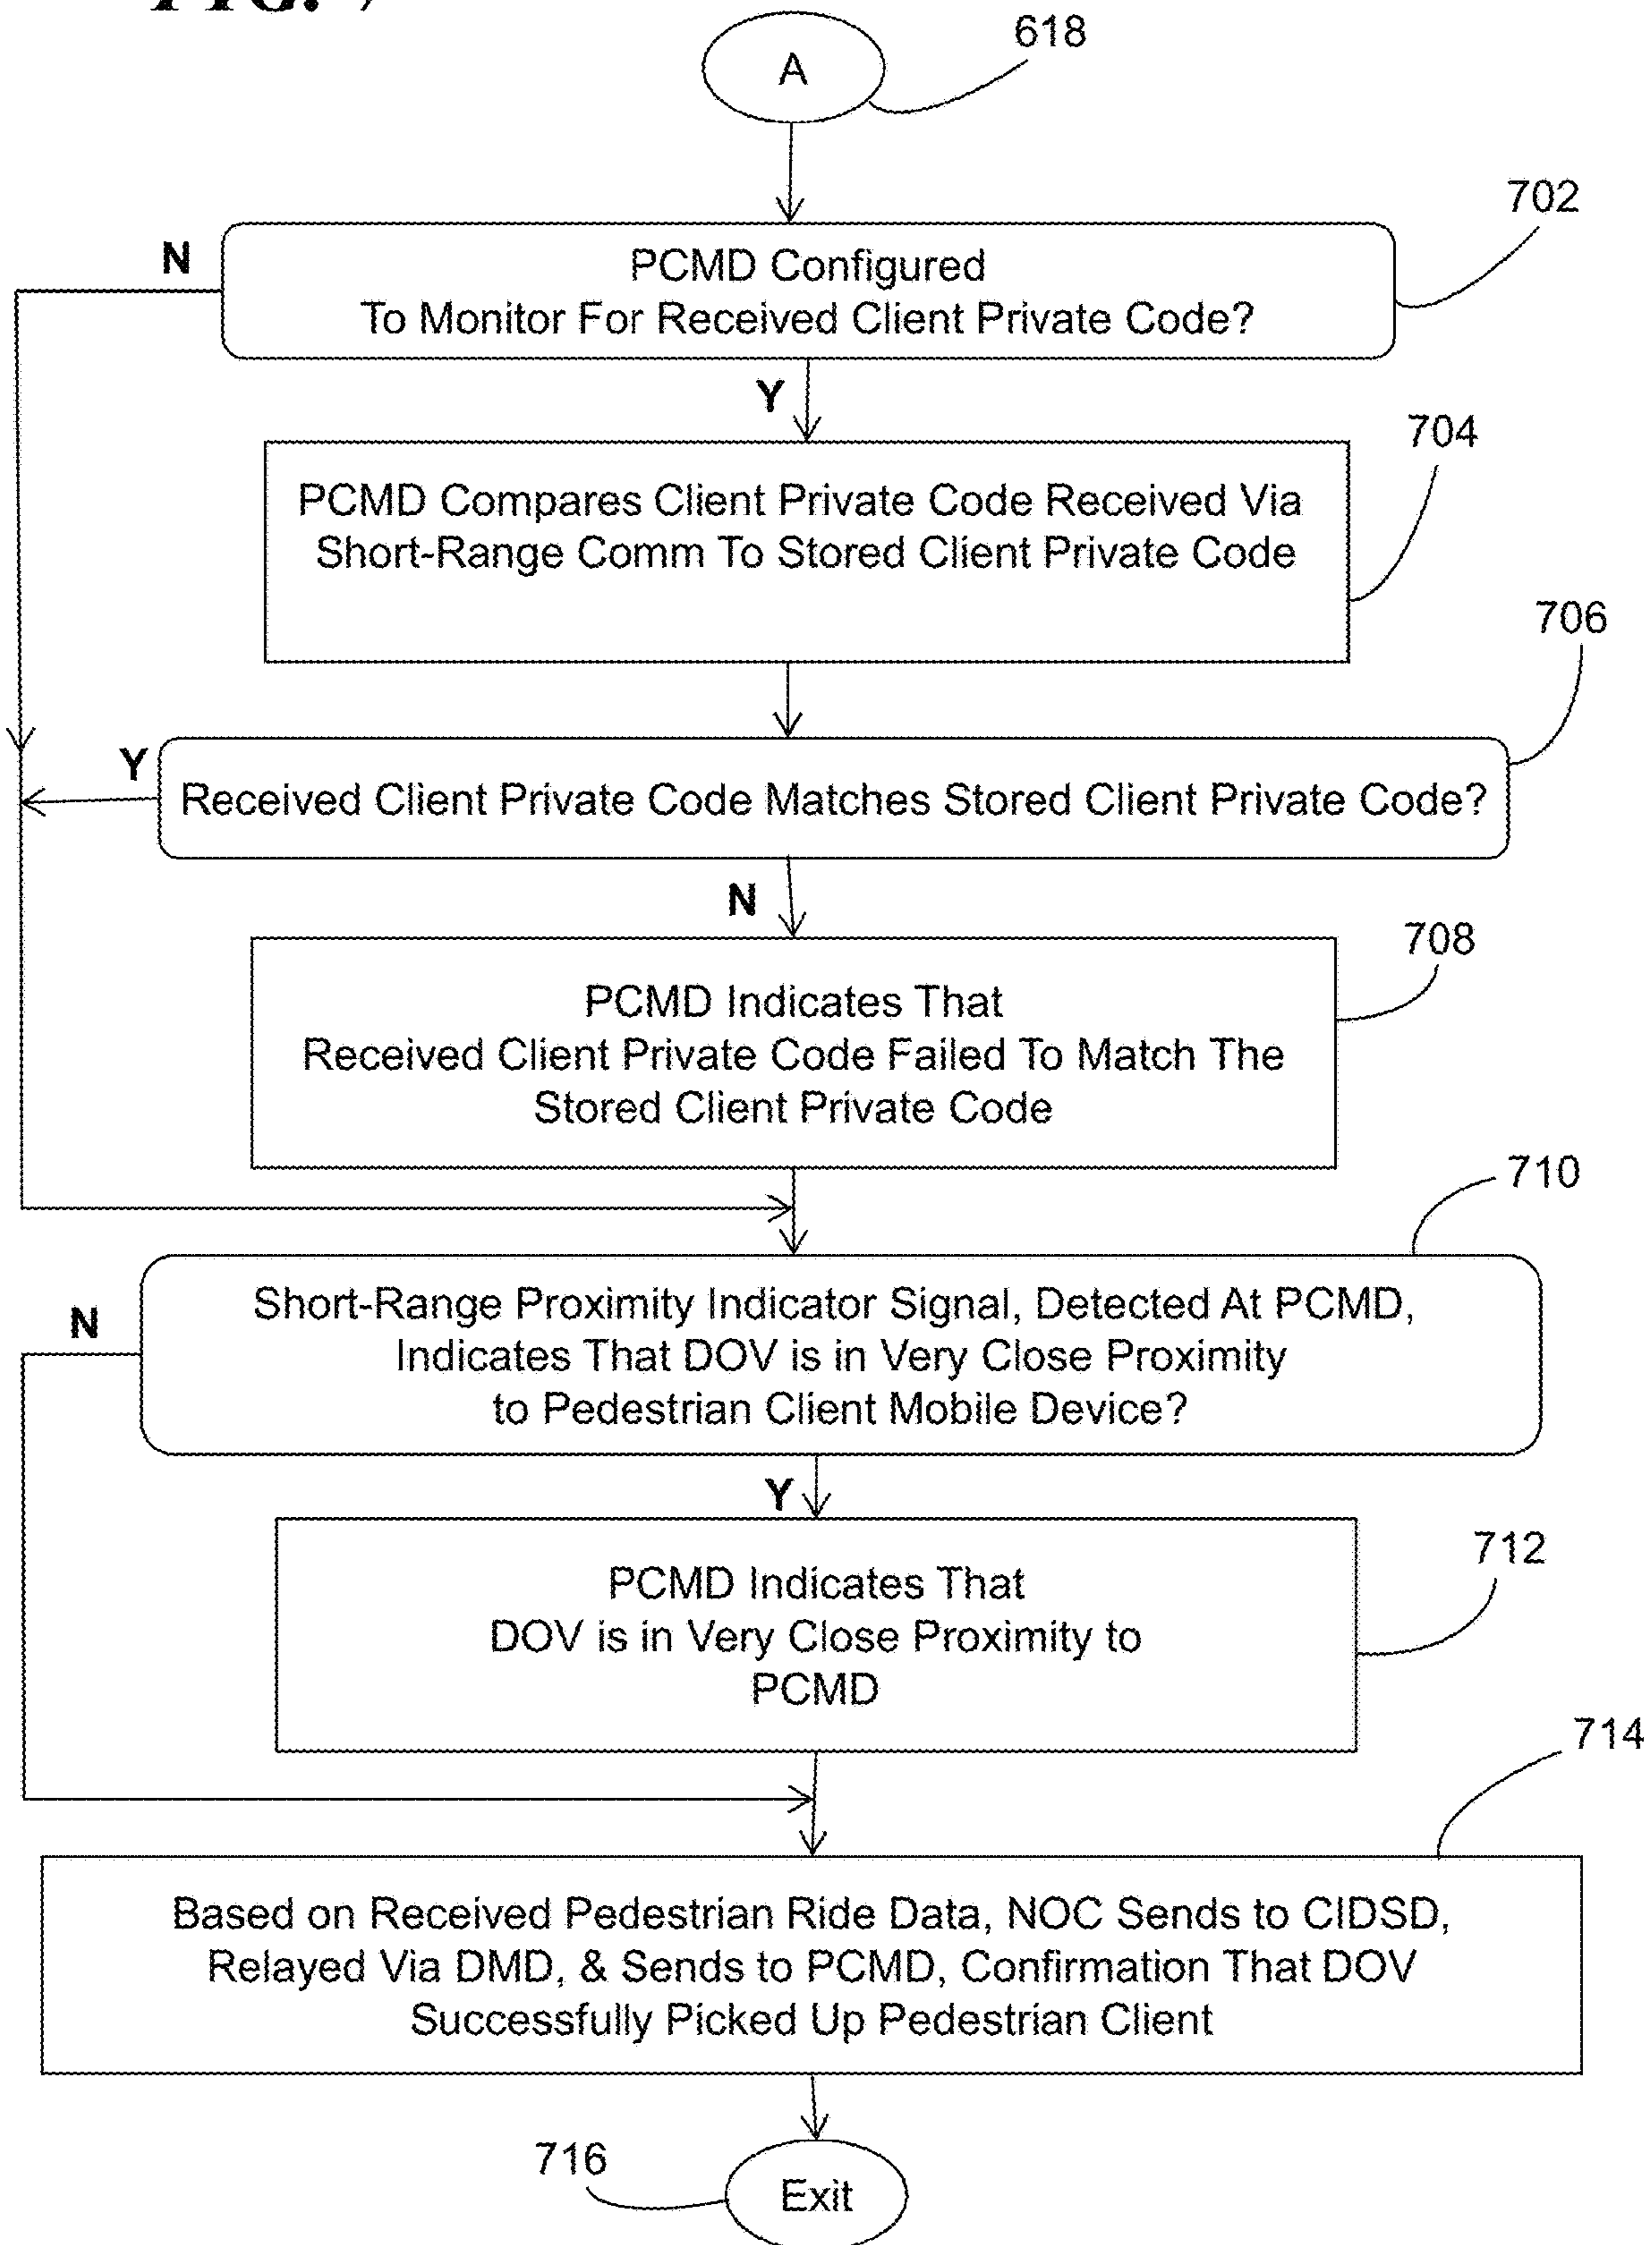 A
618
702
N
PCMD Configured
To Monitor For Received Client Private Code?
Y
704
PCMD Compares Client Private Code Received Via
Short-Range Comm To Stored Client Private Code
706
Y
Received Client Private Code Matches Stored Client Private Code?
N
708
PCMD Indicates That
Received Client Private Code Failed To Match The
Stored Client Private Code
710
N
Short-Range Proximity Indicator Signal, Detected At PCMD,
Indicates That DOV is in Very Close Proximity
to Pedestrian Client Mobile Device?
Y
712
PCMD Indicates That
DOV is in Very Close Proximity to
PCMD
714
Based on Received Pedestrian Ride Data, NOC Sends to CIDSD,
Relayed Via DMD, & Sends to PCMD, Confirmation That DOV
Successfully Picked Up Pedestrian Client
716
Exit